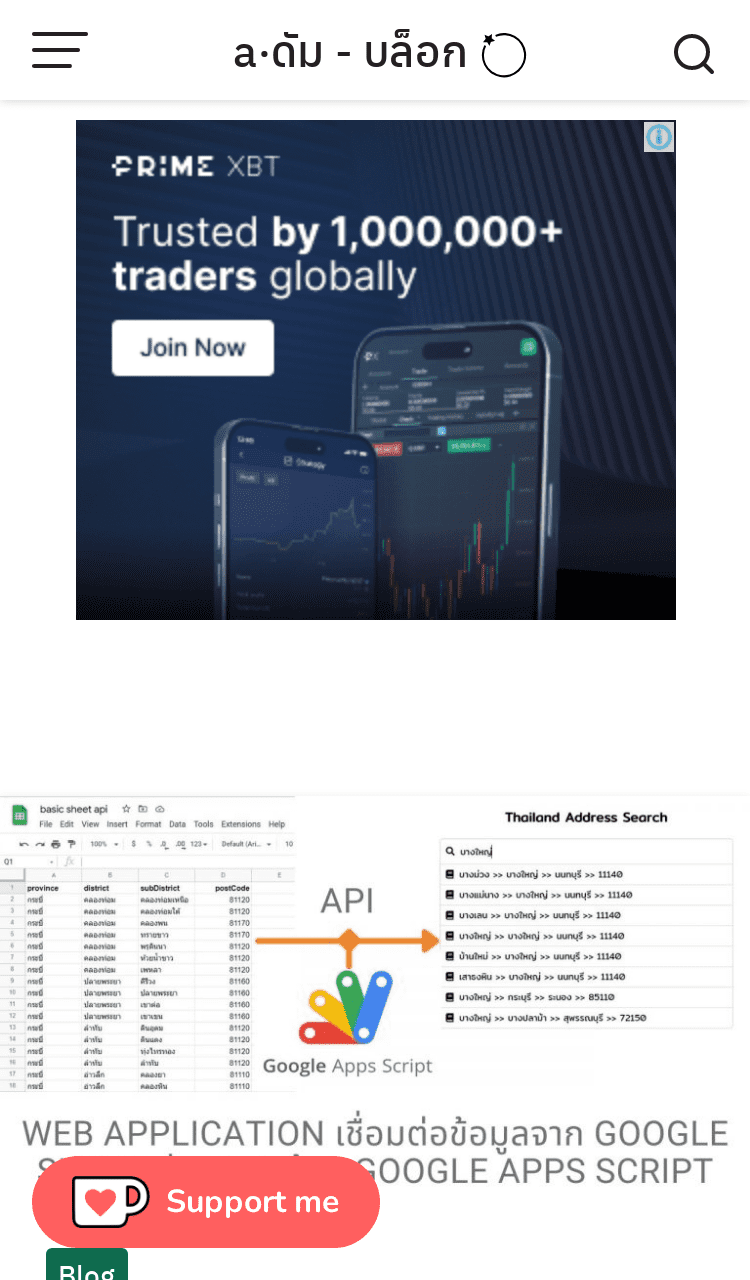 a·ดัม - บล็อก
PRIME XBT
Trusted by 1,000,000+
traders globally
Join Now
basic sheet api
File Edit View Insert Format Data Tools Extensions Help
100% $ % .0 .00 123 Default (Ari... 10
Q1
A B C D E
1 province district subDistrict postCode
2 กระบี่ คลองท่อม คลองท่อมเหนือ 81120
3 กระบี่ คลองท่อม คลองท่อมใต้ 81120
4 กระบี่ คลองท่อม คลองพน 81170
5 กระบี่ คลองท่อม ทรายขาว 81170
6 กระบี่ คลองท่อม พรุดินนา 81120
7 กระบี่ คลองท่อม ห้วยน้ำขาว 81120
8 กระบี่ คลองท่อม เพหลา 81120
9 กระบี่ ปลายพระยา คีรีวง 81160
10 กระบี่ ปลายพระยา ปลายพระยา 81160
11 กระบี่ ปลายพระยา เขาต่อ 81160
12 กระบี่ ปลายพระยา เขาเขน 81160
13 กระบี่ ลำทับ ดินอุดม 81120
14 กระบี่ ลำทับ ดินแดง 81120
15 กระบี่ ลำทับ ทุ่งไทรทอง 81120
16 กระบี่ ลำทับ ลำทับ 81120
17 กระบี่ อ่าวลึก คลองยา 81110
18 กระบี่ อ่าวลึก คลองหิน 81110
API
Google Apps Script
Thailand Address Search
บางใหญ่
บางม่วง >> บางใหญ่ >> นนทบุรี >> 11140
บางแม่นาง >> บางใหญ่ >> นนทบุรี >> 11140
บางเลน >> บางใหญ่ >> นนทบุรี >> 11140
บางใหญ่ >> บางใหญ่ >> นนทบุรี >> 11140
บ้านใหม่ >> บางใหญ่ >> นนทบุรี >> 11140
เสาธงหิน >> บางใหญ่ >> นนทบุรี >> 11140
บางใหญ่ >> กระบุรี >> ระนอง >> 85110
บางใหญ่ >> บางปลาม้า >> สุพรรณบุรี >> 72150
WEB APPLICATION เชื่อมต่อข้อมูลจาก GOOGLE
GOOGLE APPS SCRIPT
Support me
Blog